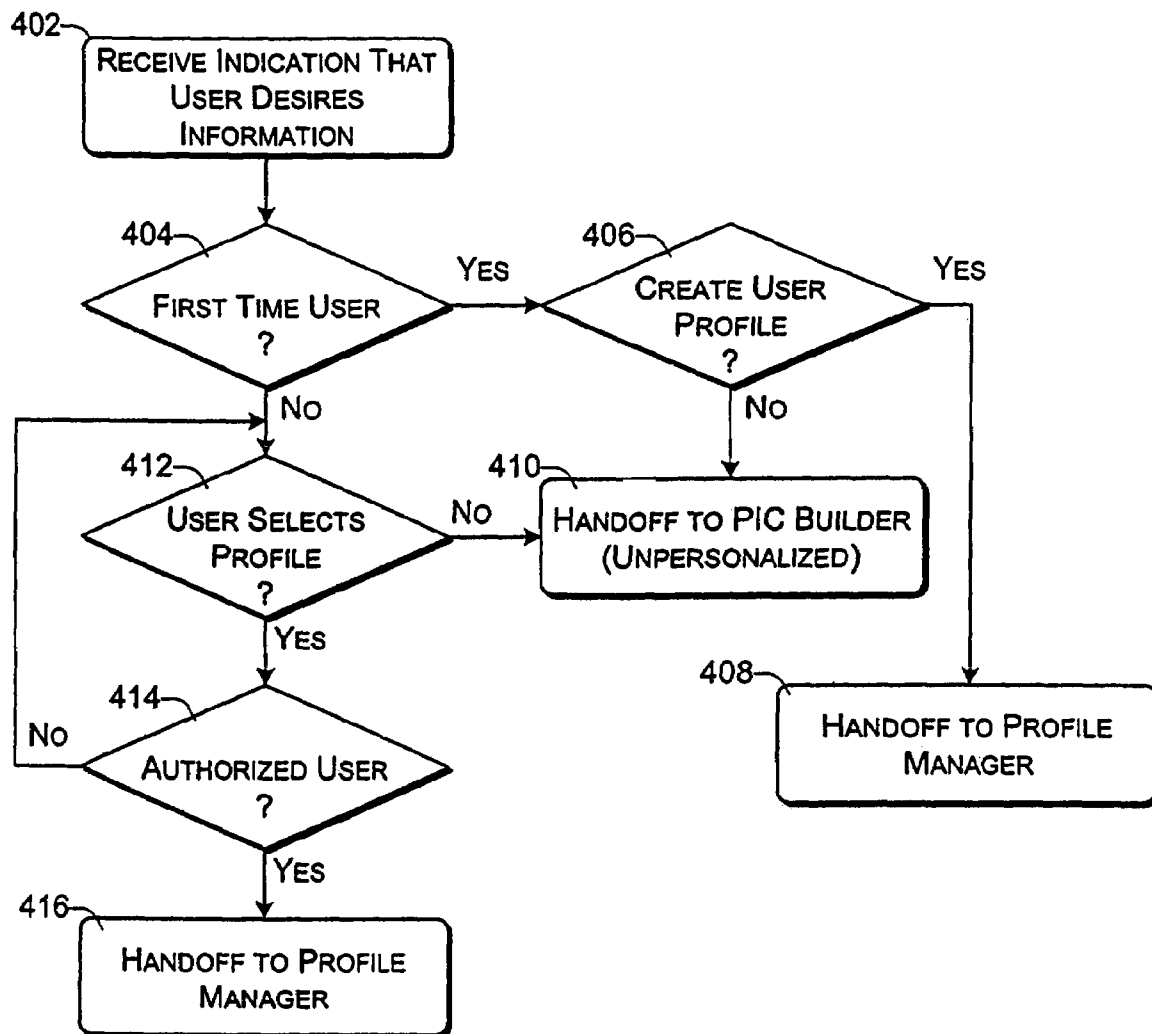 402
RECEIVE INDICATION THAT
USER DESIRES
INFORMATION
404
FIRST TIME USER
?
YES
406
CREATE USER
PROFILE
?
YES
NO
NO
412
USER SELECTS
PROFILE
?
NO
410
HANDOFF TO PIC BUILDER
(UNPERSONALIZED)
YES
408
HANDOFF TO PROFILE
MANAGER
414
AUTHORIZED USER
?
NO
YES
416
HANDOFF TO PROFILE
MANAGER